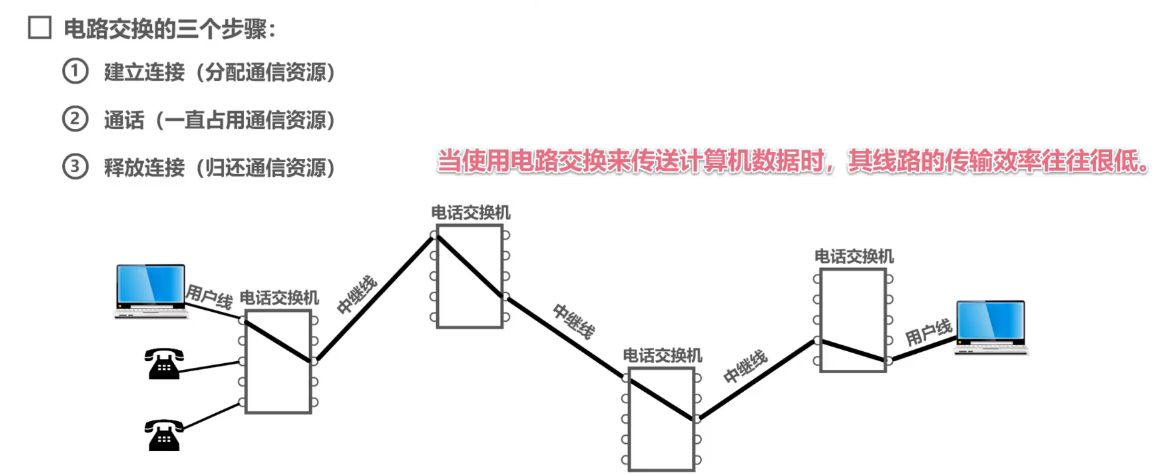 电路交换的三个步骤：
① 建立连接（分配通信资源）
② 通话（一直占用通信资源）
③ 释放连接（归还通信资源）
当使用电路交换来传送计算机数据时，其线路的传输效率往往很低。
电话交换机
电话交换机
用户线
电话交换机
中继线
中继线
用户线
电话交换机
中继线